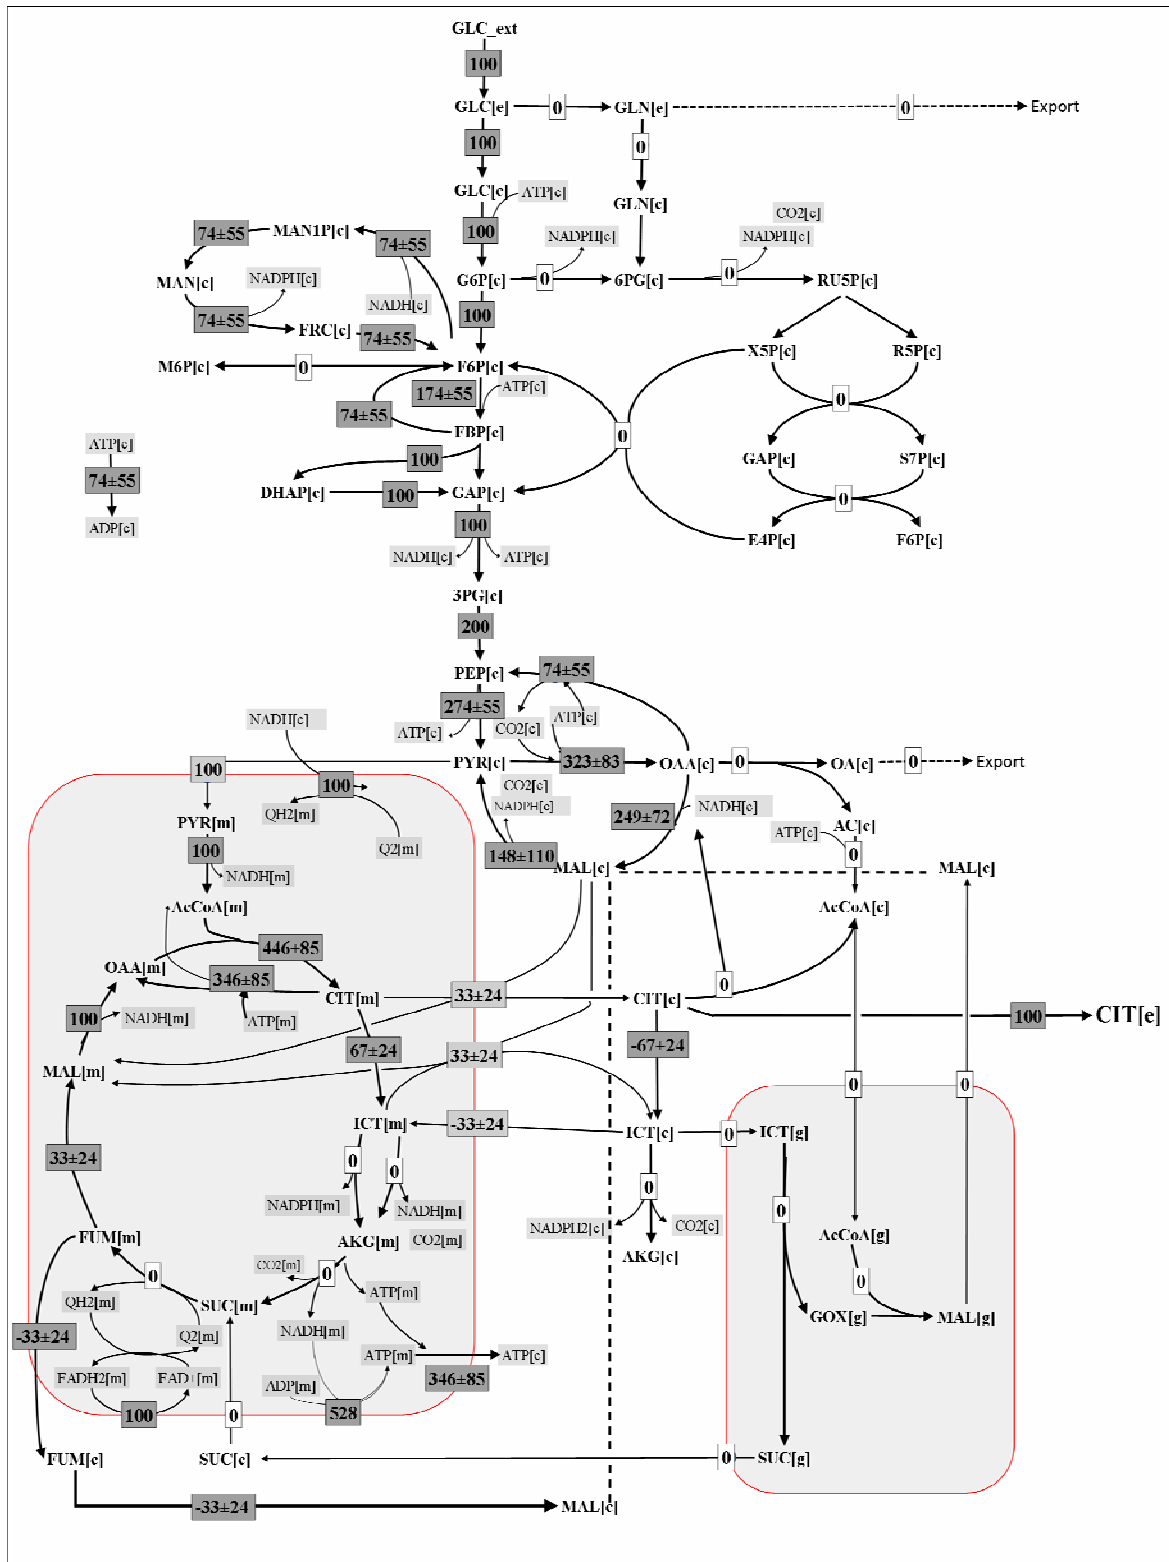 GLC_ext
100
GLC[e] 0 GLN[e] 0 Export
100 0
GLC[c] ATP[c]
GLN[c]
CO2[c]
74±55 MAN1P[c] 74±55 100 NADPH[c] NADPH[c]
MAN[c] NADPH[c] G6P[c] 0 6PG[c] 0 RU5P[c]
NADH[c]
74±55 FRC[c] 74±55 100
X5P[c] R5P[c]
M6P[c] 0 F6P[c]
174±55 ATP[c]
74±55 0
FBP[c] 0
ATP[c]
100 GAP[c] S7P[c]
74±55
DHAP[c] 100 GAP[c] 0
ADP[c]
100
E4P[c] F6P[c]
NADH[c] ATP[c]
3PG[c]
200
PEP[c] 74±55
274±55
NADH[c] ATP[c] CO2[c] ATP[c]
100 PYR[c] 323±83 OAA[c] 0 OA[c] 0 Export
100 CO2[c]
QH2[m] NADPH[c] 249±72 NADH[c]
PYR[m] ATP[c] AC[c]
100 Q2[m] 148±110 0
NADH[m] MAL[c] MAL[c]
AcCoA[m] AcCoA[c]
446±85
OAA[m] 346±85 0
CIT[m] 33±24 CIT[c]
100 NADH[m] ATP[m] 100 CIT[e]
67±24 33±24 -67±24
MAL[m] 0 0
ICT[m] -33±24 ICT[c] 0 ICT[g]
33±24 0 0
NADPH[m] NADH[m] 0
NADPH2[c] CO2[c] 0
FUM[m] AKG[m] CO2[m] AcCoA[g]
AKG[c]
CO2[m] 0
0 0
QH2[m] SUC[m] ATP[m]
GOX[g] MAL[g]
-33±24 Q2[m] NADH[m]
ATP[m] ATP[c]
FADH2[m] FAD+[m] ADP[m] 346±85
100 0 528
FUM[c] SUC[c] 0 SUC[g]
-33±24 MAL[c]